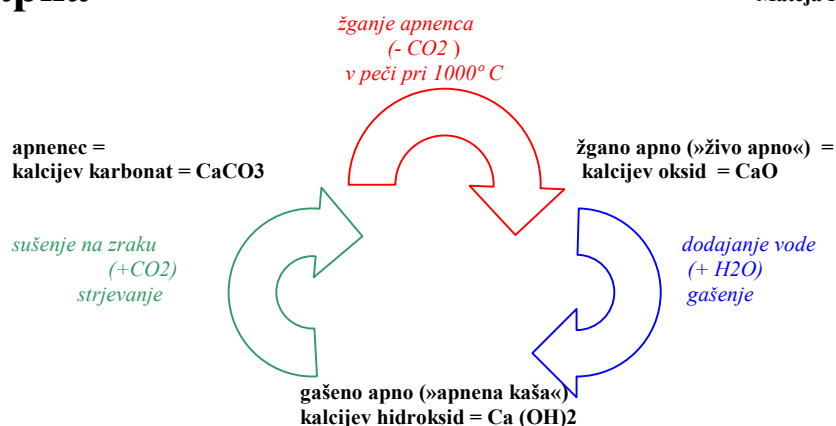 žganje apnenca
(- CO2 )
v peči pri 1000º C
apnenec =
kalcijev karbonat = CaCO3
žgano apno (»živo apno«) =
kalcijev oksid = CaO
sušenje na zraku
(+CO2)
strjevanje
dodajanje vode
(+ H2O)
gašenje
gašeno apno (»apnena kaša«)
kalcijev hidroksid = Ca (OH)2